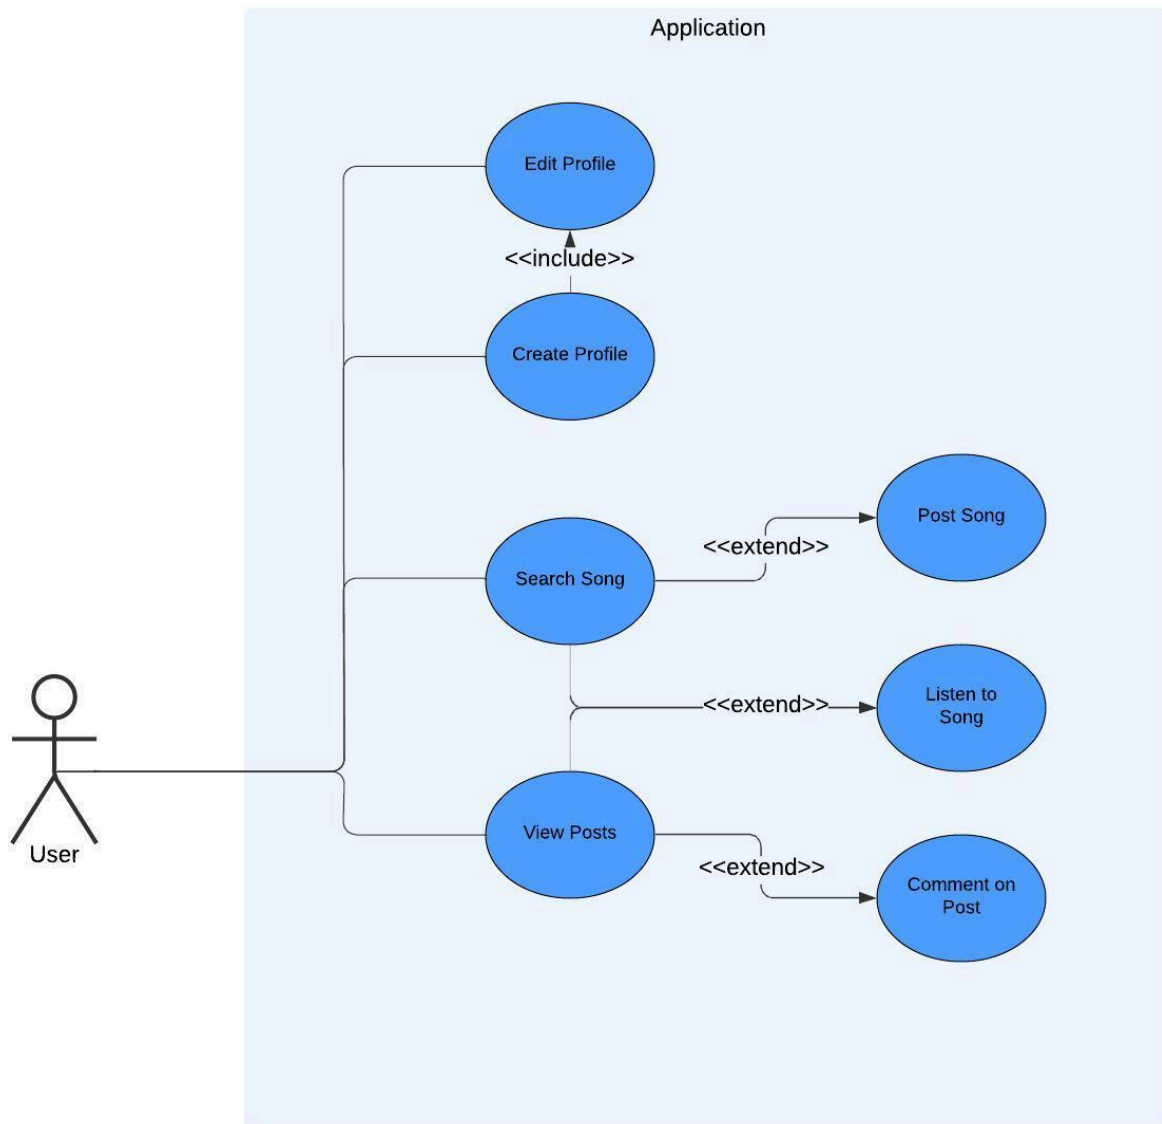 Application
Edit Profile
<<include>>
Create Profile
Post Song
<<extend>>
Search Song
Listen to
Song
<<extend>>
View Posts
<<extend>>
Comment on
Post
User